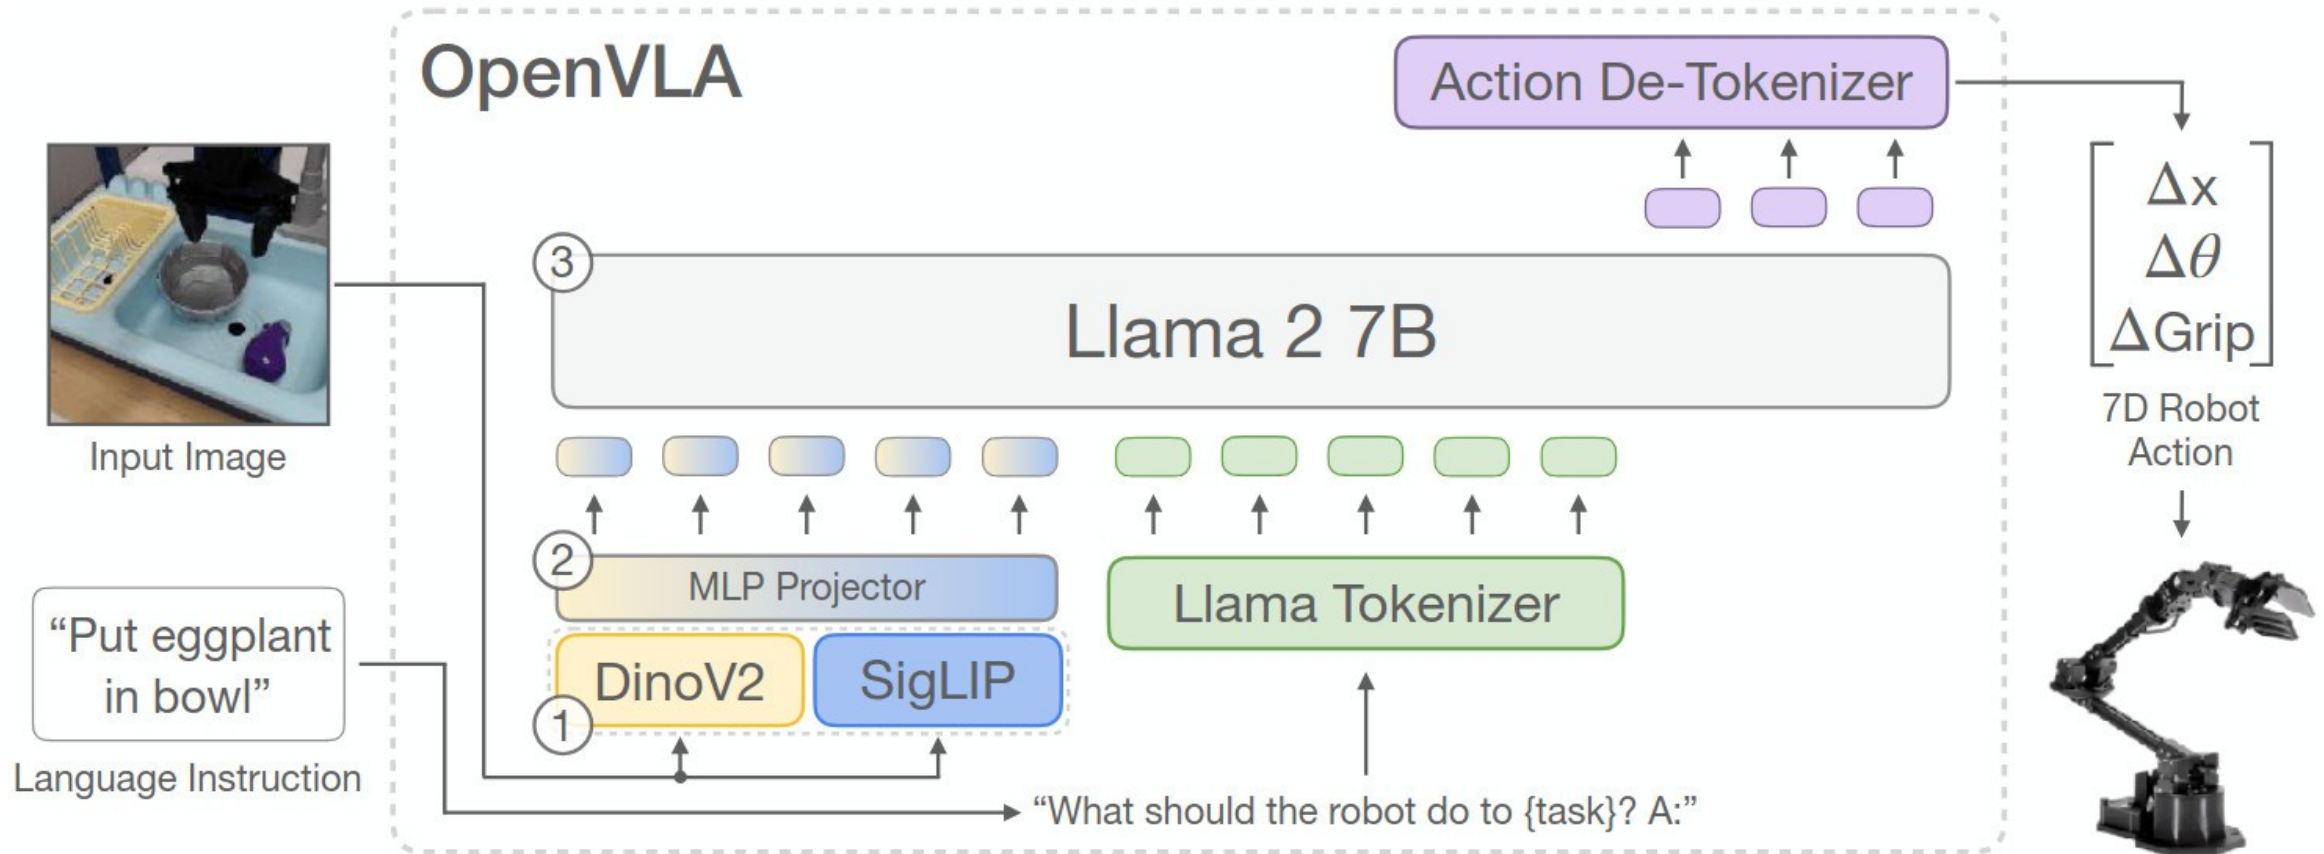 OpenVLA
Action De-Tokenizer
Δx
Δθ
ΔGrip
7D Robot
Action
3
Llama 2 7B
Input Image
2
MLP Projector
Llama Tokenizer
“Put eggplant
in bowl”
Language Instruction
DinoV2
SigLIP
1
“What should the robot do to {task}? A:”